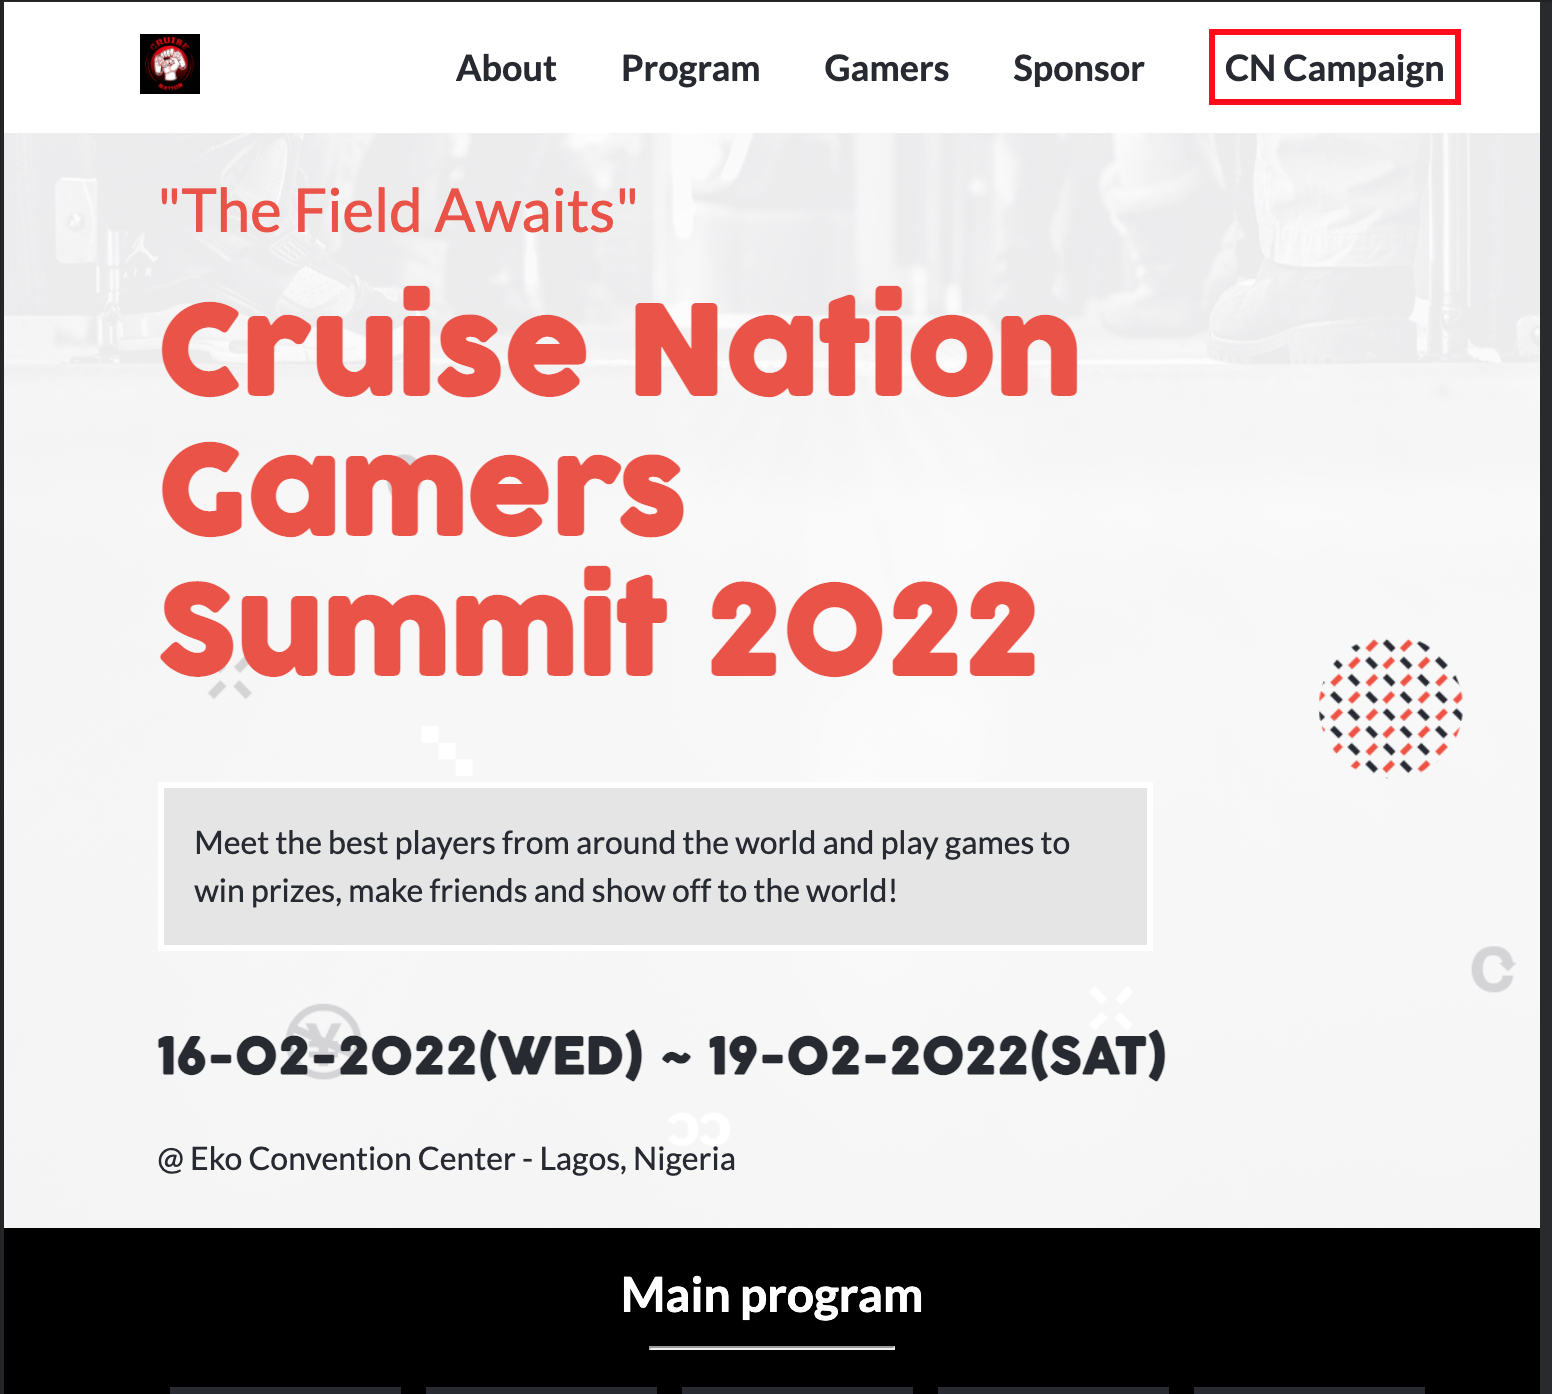 CRUISE
NATION
About Program Gamers Sponsor CN Campaign
"The Field Awaits"
Cruise Nation
Gamers
Summit 2022
Meet the best players from around the world and play games to
win prizes, make friends and show off to the world!
16-02-2022(WED) ~ 19-02-2022(SAT)
@ Eko Convention Center - Lagos, Nigeria
Main program